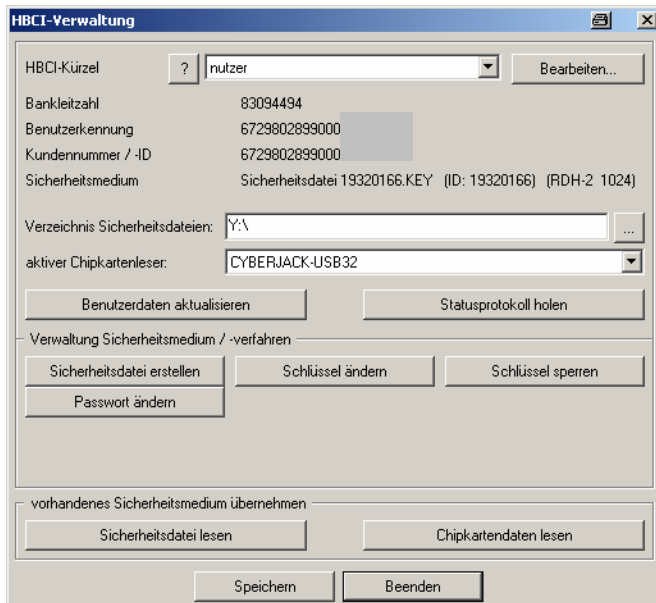 HBCI-Verwaltung
HBCI-Kürzel ? nutzer Bearbeiten...
Bankleitzahl 83094494
Benutzerkennung 6729802899000
Kundennummer / -ID 6729802899000
Sicherheitsmedium Sicherheitsdatei 19320166.KEY (ID: 19320166) (RDH-2 1024)
Verzeichnis Sicherheitsdateien: Y:\ ...
aktiver Chipkartenleser: CYBERJACK-USB32
Benutzerdaten aktualisieren Statusprotokoll holen
Verwaltung Sicherheitsmedium / -verfahren
Sicherheitsdatei erstellen Schlüssel ändern Schlüssel sperren
Passwort ändern
vorhandenes Sicherheitsmedium übernehmen
Sicherheitsdatei lesen Chipkartendaten lesen
Speichern Beenden